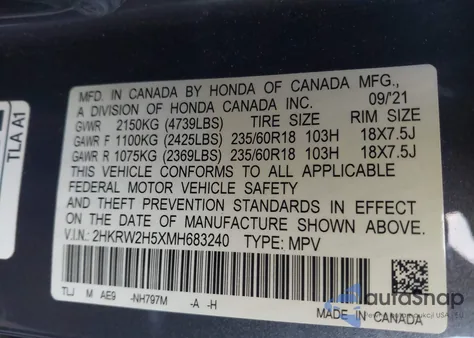 MFD. IN CANADA BY HONDA OF CANADA MFG.,
A DIVISION OF HONDA CANADA INC. 09/21
GVWR 2150KG (4739LBS) TIRE SIZE RIM SIZE
GAWR F 1100KG (2425LBS) 235/60R18 103H 18X7.5J
GAWR R 1075KG (2369LBS) 235/60R18 103H 18X7.5J
THIS VEHICLE CONFORMS TO ALL APPLICABLE
FEDERAL MOTOR VEHICLE SAFETY
AND THEFT PREVENTION STANDARDS IN EFFECT
ON THE DATE OF MANUFACTURE SHOWN ABOVE.
V.I.N.: 2HKRW2H5XMH683240 TYPE: MPV
TLJ M AE9 -NH797M -A -H
MADE IN CANADA
TLA A1
autosnap